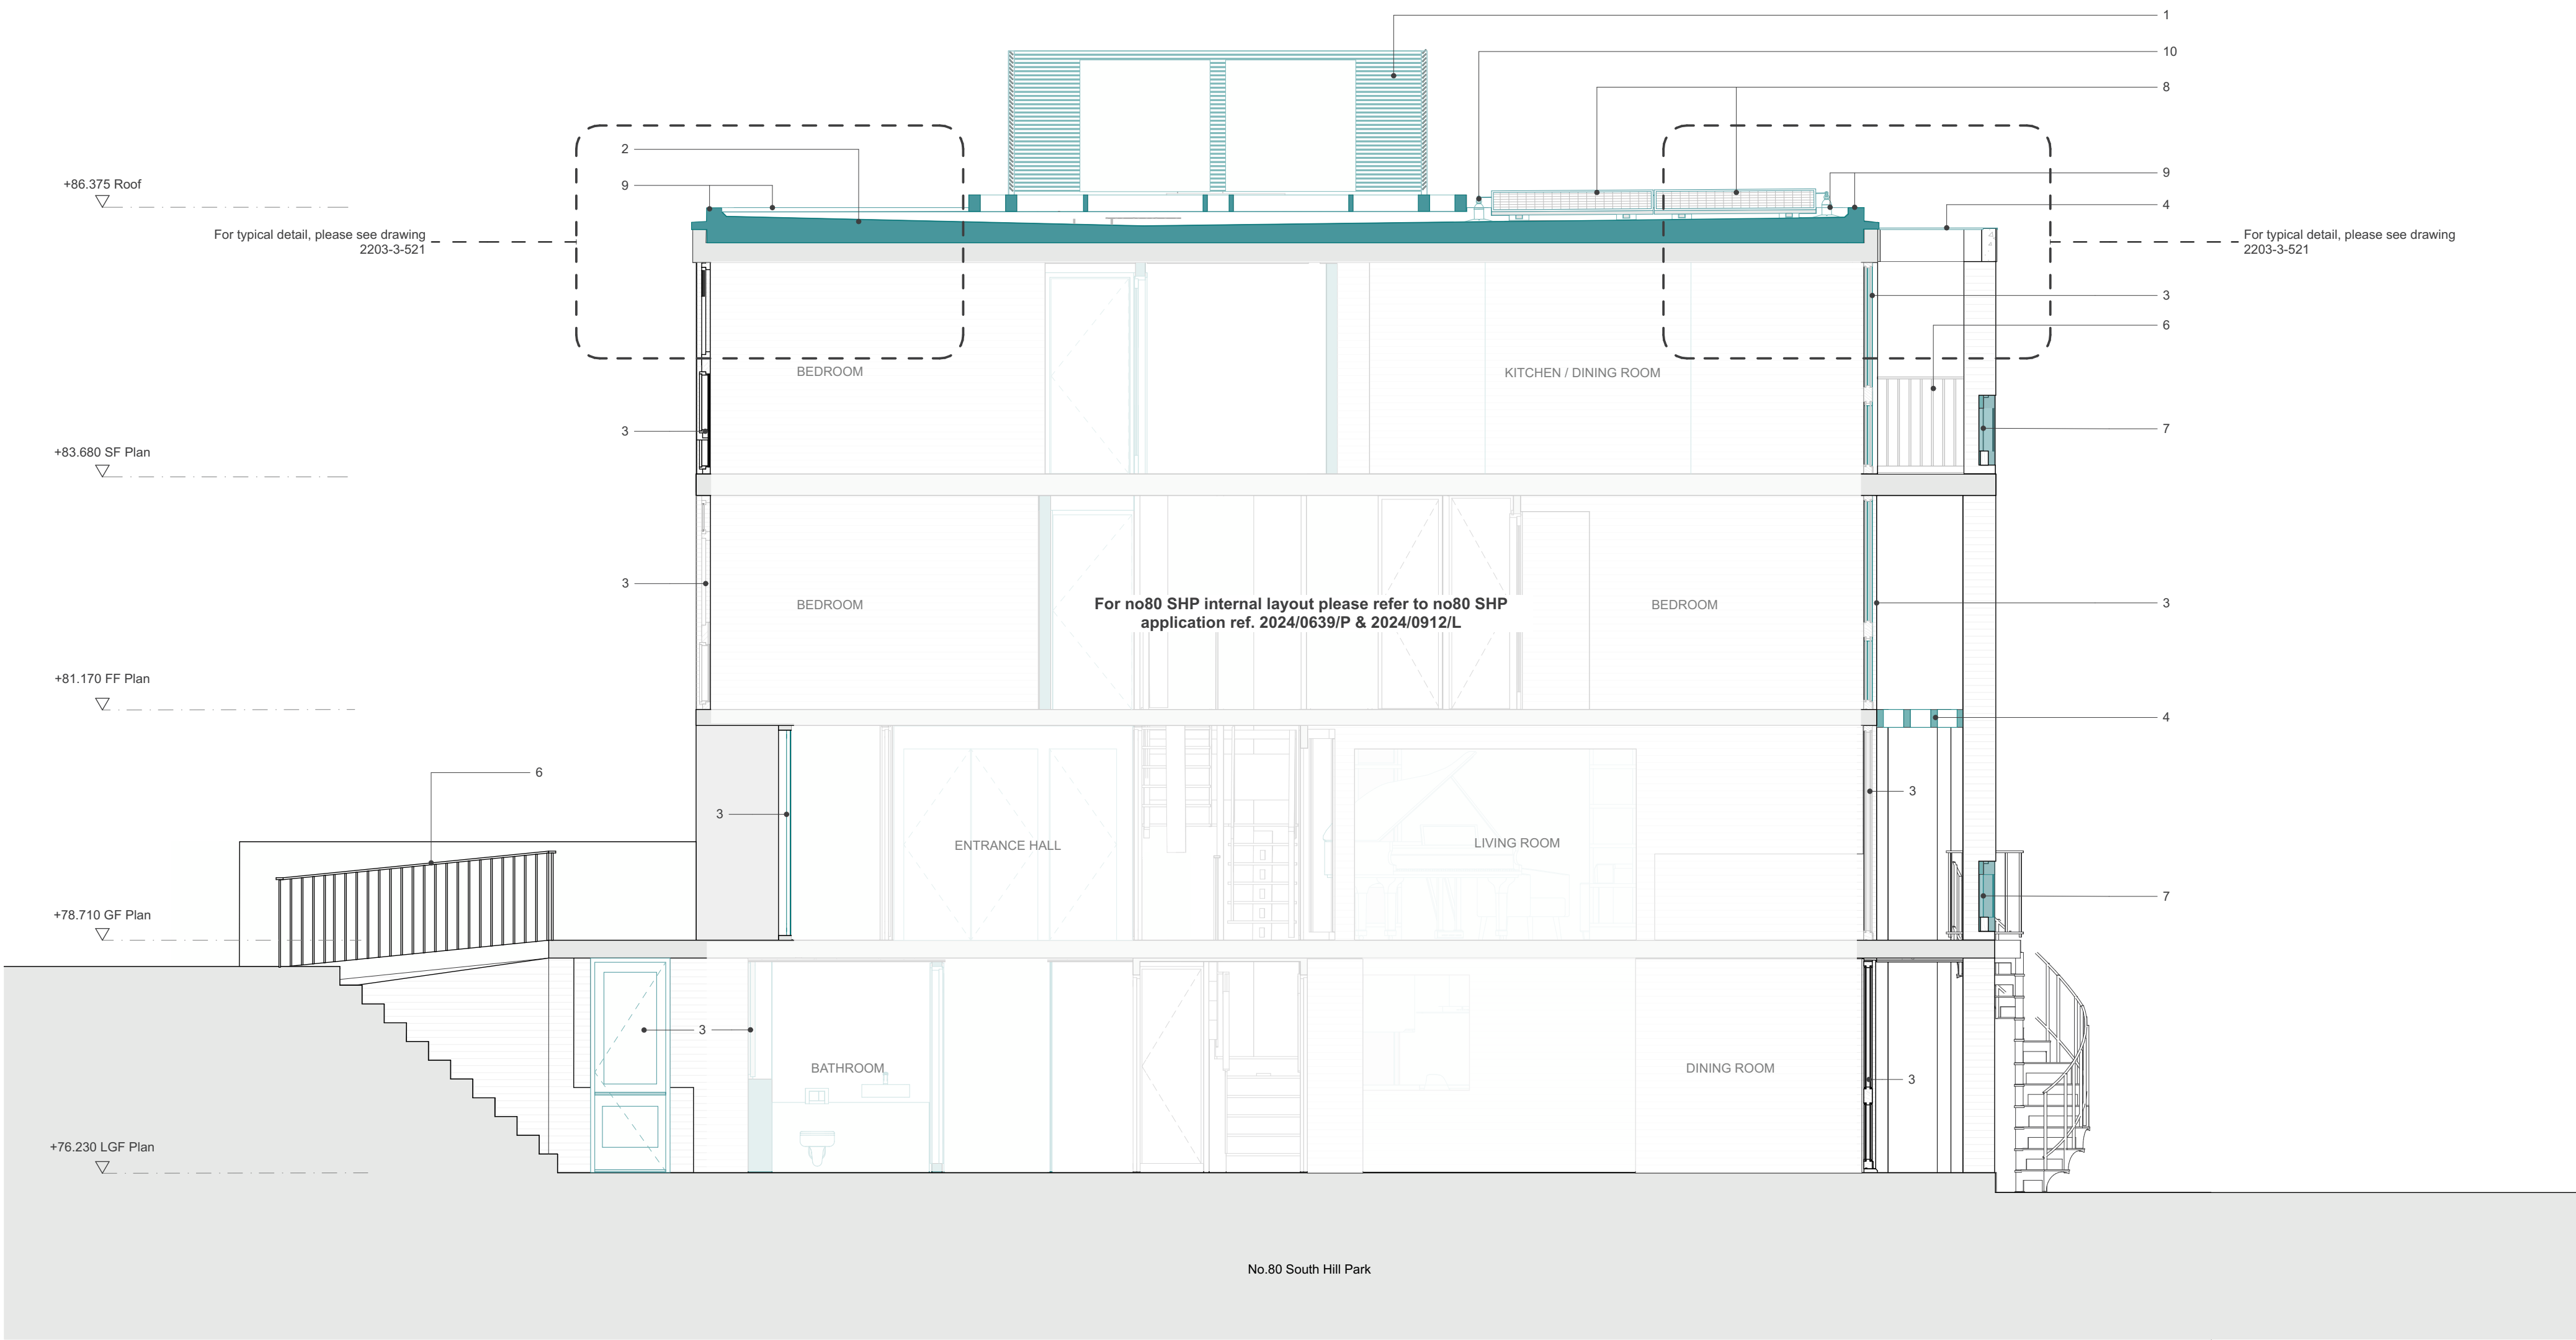 1
10
8
2
9
+86.375 Roof
9
4
For typical detail, please see drawing
2203-3-521
For typical detail, please see drawing
2203-3-521
3
6
BEDROOM
KITCHEN / DINING ROOM
3
7
+83.680 SF Plan
3
BEDROOM
For no80 SHP internal layout please refer to no80 SHP
application ref. 2024/0639/P & 2024/0912/L
BEDROOM
3
+81.170 FF Plan
4
6
3
3
ENTRANCE HALL
LIVING ROOM
+78.710 GF Plan
7
3
BATHROOM
DINING ROOM
3
+76.230 LGF Plan
No.80 South Hill Park